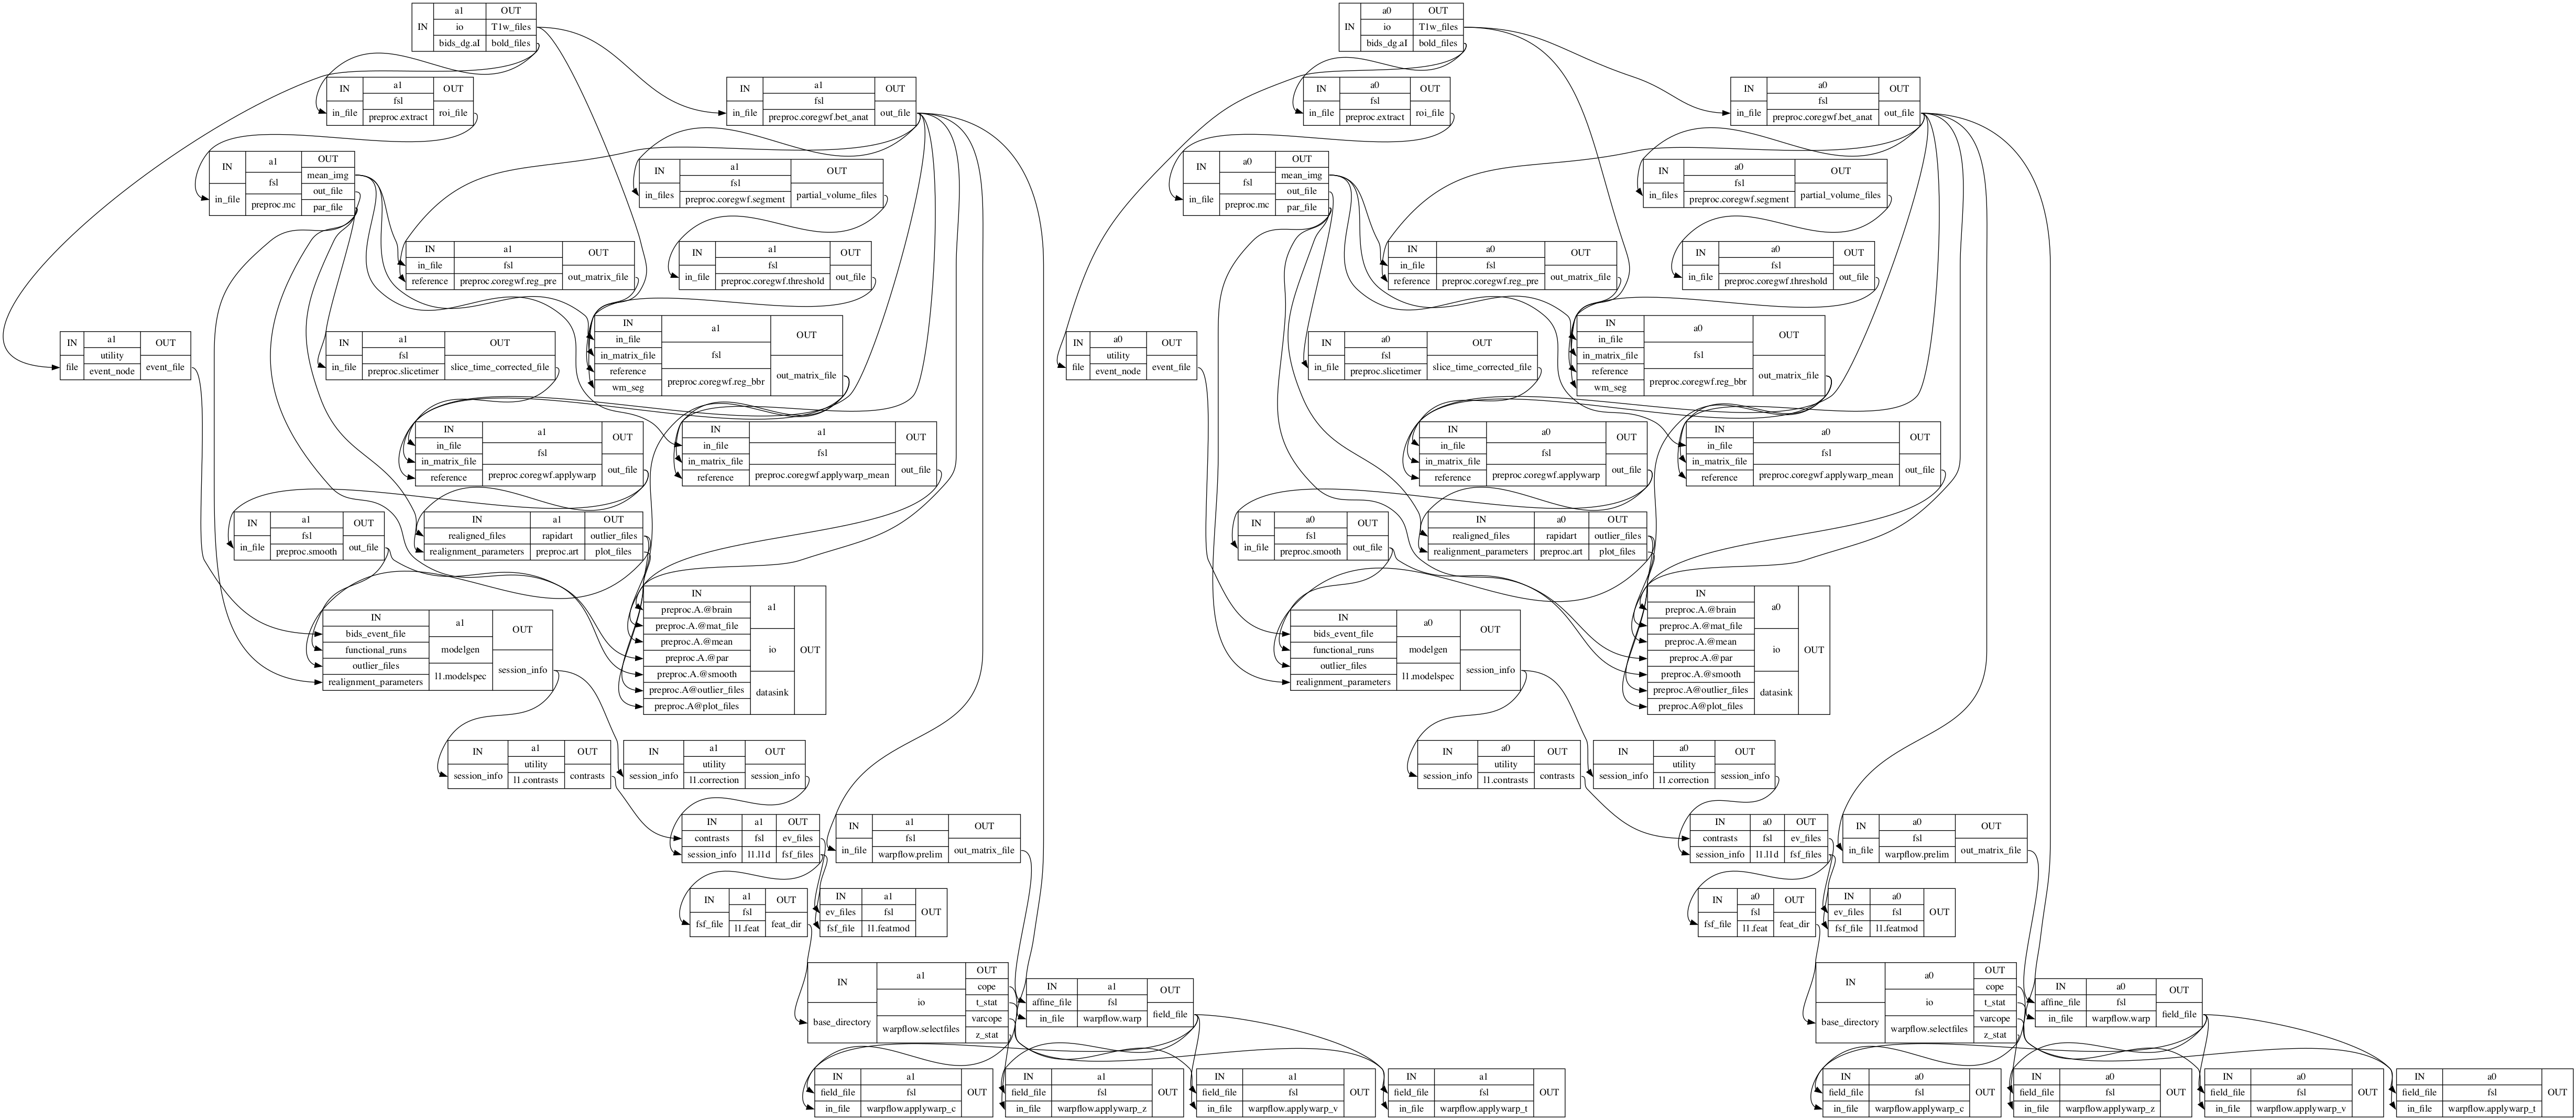 IN a1 OUT
io T1w_files
bids_dg.aI bold_files
IN a0 OUT
io T1w_files
bids_dg.aI bold_files
IN a1 OUT
in_file fsl roi_file
preproc.extract
IN a1 OUT
in_file fsl out_file
preproc.coregwf.bet_anat
IN a0 OUT
in_file fsl roi_file
preproc.extract
IN a0 OUT
in_file fsl out_file
preproc.coregwf.bet_anat
IN a1 OUT
mean_img
in_file fsl out_file
preproc.mc par_file
IN a1 OUT
in_files fsl partial_volume_files
preproc.coregwf.segment
IN a0 OUT
mean_img
in_file fsl out_file
preproc.mc par_file
IN a0 OUT
in_files fsl partial_volume_files
preproc.coregwf.segment
IN a1 OUT
in_file fsl out_matrix_file
reference preproc.coregwf.reg_pre
IN a1 OUT
in_file fsl out_file
preproc.coregwf.threshold
IN a0 OUT
in_file fsl out_matrix_file
reference preproc.coregwf.reg_pre
IN a0 OUT
in_file fsl out_file
preproc.coregwf.threshold
IN a1 OUT
file utility event_file
event_node
IN a1 OUT
in_file fsl slice_time_corrected_file
preproc.slicetimer
IN a1 OUT
in_file
in_matrix_file fsl
reference preproc.coregwf.reg_bbr out_matrix_file
wm_seg
IN a0 OUT
file utility event_file
event_node
IN a0 OUT
in_file fsl slice_time_corrected_file
preproc.slicetimer
IN a0 OUT
in_file
in_matrix_file fsl
reference preproc.coregwf.reg_bbr out_matrix_file
wm_seg
IN a1 OUT
in_file fsl
in_matrix_file out_file
reference preproc.coregwf.applywarp
IN a1 OUT
in_file fsl
in_matrix_file out_file
reference preproc.coregwf.applywarp_mean
IN a0 OUT
in_file fsl
in_matrix_file out_file
reference preproc.coregwf.applywarp
IN a0 OUT
in_file fsl
in_matrix_file out_file
reference preproc.coregwf.applywarp_mean
IN a1 OUT
in_file fsl out_file
preproc.smooth
IN a1 OUT
realigned_files rapidart outlier_files
realignment_parameters preproc.art plot_files
IN a0 OUT
in_file fsl out_file
preproc.smooth
IN a0 OUT
realigned_files rapidart outlier_files
realignment_parameters preproc.art plot_files
IN a1 OUT
bids_event_file
functional_runs modelgen
outlier_files session_info
realignment_parameters l1.modelspec
IN a1 OUT
preproc.A.@brain
preproc.A.@mat_file
preproc.A.@mean io
preproc.A.@par
preproc.A.@smooth
preproc.A@outlier_files datasink
preproc.A@plot_files
IN a0 OUT
bids_event_file
functional_runs modelgen
outlier_files session_info
realignment_parameters l1.modelspec
IN a0 OUT
preproc.A.@brain
preproc.A.@mat_file
preproc.A.@mean io
preproc.A.@par
preproc.A.@smooth
preproc.A@outlier_files datasink
preproc.A@plot_files
IN a1 OUT
session_info utility contrasts
l1.contrasts
IN a1 OUT
session_info utility session_info
l1.correction
IN a0 OUT
session_info utility contrasts
l1.contrasts
IN a0 OUT
session_info utility session_info
l1.correction
IN a1 OUT
contrasts fsl ev_files
session_info l1.l1d fsf_files
IN a1 OUT
in_file fsl out_matrix_file
warpflow.prelim
IN a0 OUT
contrasts fsl ev_files
session_info l1.l1d fsf_files
IN a0 OUT
in_file fsl out_matrix_file
warpflow.prelim
IN a1 OUT
fsf_file fsl feat_dir
l1.feat
IN a1 OUT
ev_files fsl
fsf_file l1.featmod
IN a0 OUT
fsf_file fsl feat_dir
l1.feat
IN a0 OUT
ev_files fsl
fsf_file l1.featmod
IN a1 OUT
cope
io t_stat
base_directory varcope
warpflow.selectfiles z_stat
IN a1 OUT
affine_file fsl field_file
in_file warpflow.warp
IN a0 OUT
cope
io t_stat
base_directory varcope
warpflow.selectfiles z_stat
IN a0 OUT
affine_file fsl field_file
in_file warpflow.warp
IN a1 OUT
field_file fsl
in_file warpflow.applywarp_c
IN a1 OUT
field_file fsl
in_file warpflow.applywarp_z
IN a1 OUT
field_file fsl
in_file warpflow.applywarp_v
IN a1 OUT
field_file fsl
in_file warpflow.applywarp_t
IN a0 OUT
field_file fsl
in_file warpflow.applywarp_c
IN a0 OUT
field_file fsl
in_file warpflow.applywarp_z
IN a0 OUT
field_file fsl
in_file warpflow.applywarp_v
IN a0 OUT
field_file fsl
in_file warpflow.applywarp_t